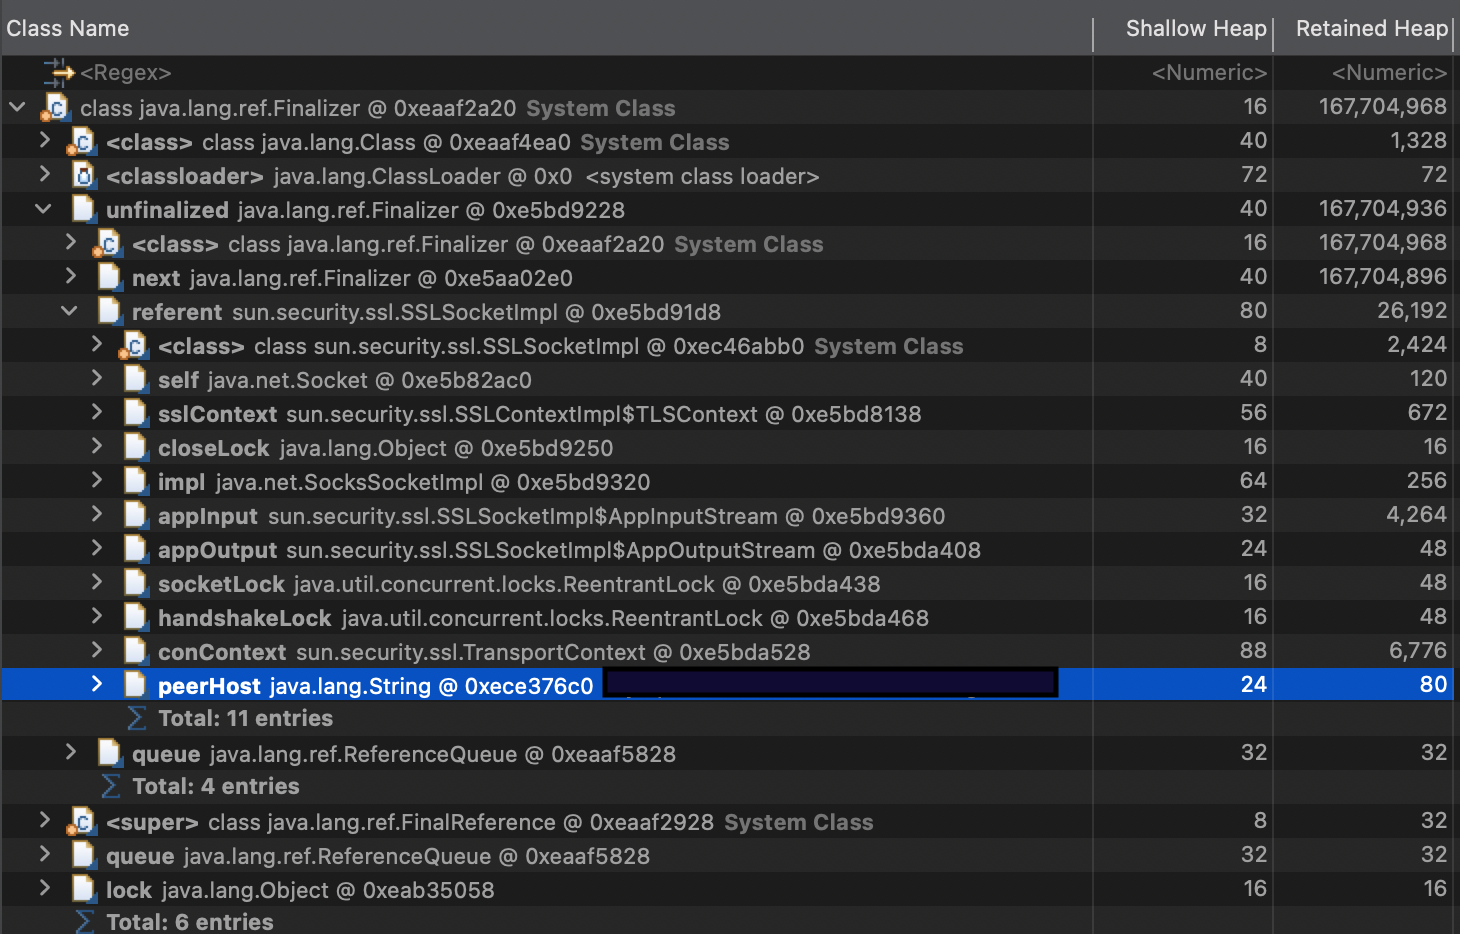 Class Name Shallow Heap Retained Heap
<Regex> <Numeric> <Numeric>
class java.lang.ref.Finalizer @ 0xeaaf2a20 System Class 16 167,704,968
<class> class java.lang.Class @ 0xeaaf4ea0 System Class 40 1,328
<classloader> java.lang.ClassLoader @ 0x0 <system class loader> 72 72
unfinalized java.lang.ref.Finalizer @ 0xe5bd9228 40 167,704,936
<class> class java.lang.ref.Finalizer @ 0xeaaf2a20 System Class 16 167,704,968
next java.lang.ref.Finalizer @ 0xe5aa02e0 40 167,704,896
referent sun.security.ssl.SSLSocketImpl @ 0xe5bd91d8 80 26,192
<class> class sun.security.ssl.SSLSocketImpl @ 0xec46abb0 System Class 8 2,424
self java.net.Socket @ 0xe5b82ac0 40 120
sslContext sun.security.ssl.SSLContextImpl$TLSContext @ 0xe5bd8138 56 672
closeLock java.lang.Object @ 0xe5bd9250 16 16
impl java.net.SocksSocketImpl @ 0xe5bd9320 64 256
appInput sun.security.ssl.SSLSocketImpl$AppInputStream @ 0xe5bd9360 32 4,264
appOutput sun.security.ssl.SSLSocketImpl$AppOutputStream @ 0xe5bda408 24 48
socketLock java.util.concurrent.locks.ReentrantLock @ 0xe5bda438 16 48
handshakeLock java.util.concurrent.locks.ReentrantLock @ 0xe5bda468 16 48
conContext sun.security.ssl.TransportContext @ 0xe5bda528 88 6,776
peerHost java.lang.String @ 0xece376c0 24 80
Total: 11 entries
queue java.lang.ref.ReferenceQueue @ 0xeaaf5828 32 32
Total: 4 entries
<super> class java.lang.ref.FinalReference @ 0xeaaf2928 System Class 8 32
queue java.lang.ref.ReferenceQueue @ 0xeaaf5828 32 32
lock java.lang.Object @ 0xeab35058 16 16
Total: 6 entries